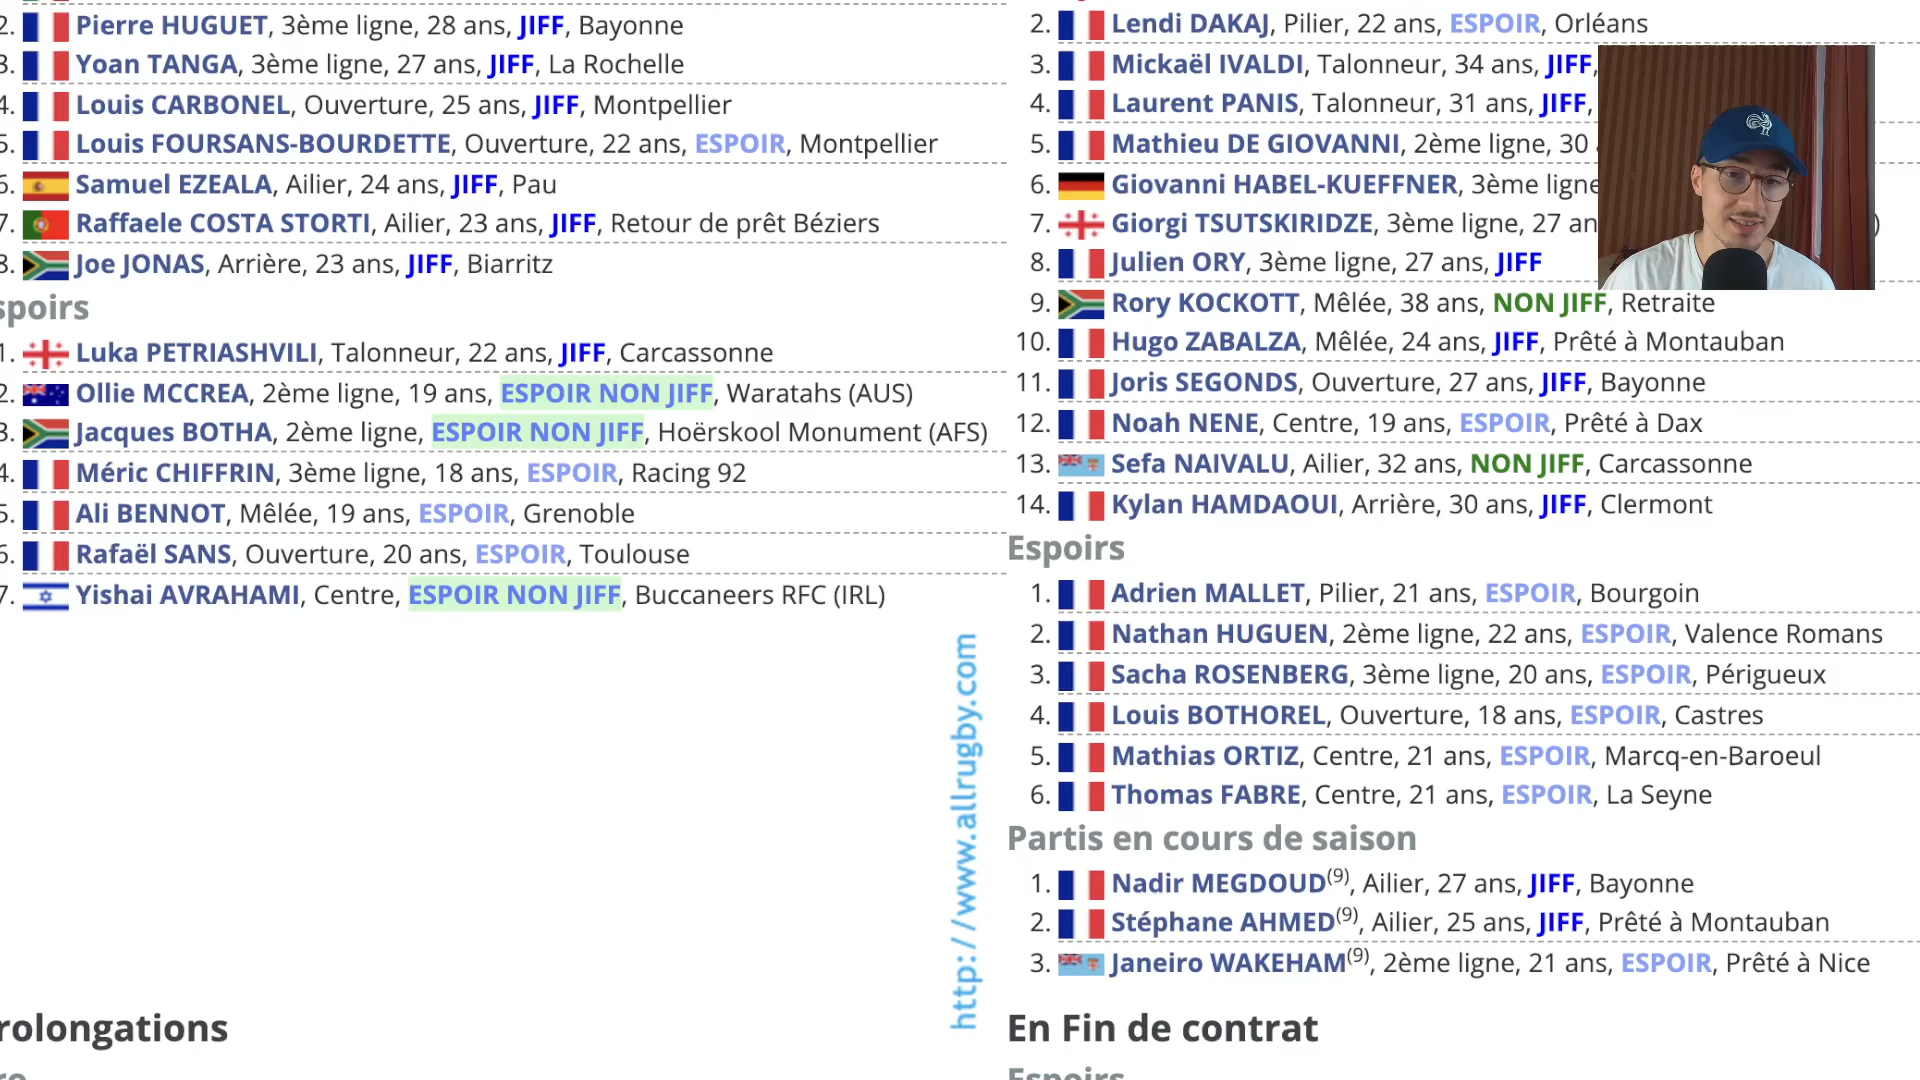 2. Pierre HUGUET, 3ème ligne, 28 ans, JIFF, Bayonne
3. Yoan TANGA, 3ème ligne, 27 ans, JIFF, La Rochelle
4. Louis CARBONEL, Ouverture, 25 ans, JIFF, Montpellier
5. Louis FOURSANS-BOURDETTE, Ouverture, 22 ans, ESPOIR, Montpellier
6. Samuel EZEALA, Ailier, 24 ans, JIFF, Pau
7. Raffaele COSTA STORTI, Ailier, 23 ans, JIFF, Retour de prêt Béziers
8. Joe JONAS, Arrière, 23 ans, JIFF, Biarritz
spoirs
1. Luka PETRIASHVILI, Talonneur, 22 ans, JIFF, Carcassonne
2. Ollie MCCREA, 2ème ligne, 19 ans, ESPOIR NON JIFF, Waratahs (AUS)
3. Jacques BOTHA, 2ème ligne, ESPOIR NON JIFF, Hoërskool Monument (AFS)
4. Méric CHIFFRIN, 3ème ligne, 18 ans, ESPOIR, Racing 92
5. Ali BENNOT, Mêlée, 19 ans, ESPOIR, Grenoble
6. Rafaël SANS, Ouverture, 20 ans, ESPOIR, Toulouse
7. Yishai AVRAHAMI, Centre, ESPOIR NON JIFF, Buccaneers RFC (IRL)
rolongations
http://www.allrugby.com
2. Lendi DAKAJ, Pilier, 22 ans, ESPOIR, Orléans
3. Mickaël IVALDI, Talonneur, 34 ans, JIFF,
4. Laurent PANIS, Talonneur, 31 ans, JIFF,
5. Mathieu DE GIOVANNI, 2ème ligne, 30
6. Giovanni HABEL-KUEFFNER, 3ème ligne
7. Giorgi TSUTSKIRIDZE, 3ème ligne, 27 an )
8. Julien ORY, 3ème ligne, 27 ans, JIFF
9. Rory KOCKOTT, Mêlée, 38 ans, NON JIFF, Retraite
10. Hugo ZABALZA, Mêlée, 24 ans, JIFF, Prêté à Montauban
11. Joris SEGONDS, Ouverture, 27 ans, JIFF, Bayonne
12. Noah NENE, Centre, 19 ans, ESPOIR, Prêté à Dax
13. Sefa NAIVALU, Ailier, 32 ans, NON JIFF, Carcassonne
14. Kylan HAMDAOUI, Arrière, 30 ans, JIFF, Clermont
Espoirs
1. Adrien MALLET, Pilier, 21 ans, ESPOIR, Bourgoin
2. Nathan HUGUEN, 2ème ligne, 22 ans, ESPOIR, Valence Romans
3. Sacha ROSENBERG, 3ème ligne, 20 ans, ESPOIR, Périgueux
4. Louis BOTHOREL, Ouverture, 18 ans, ESPOIR, Castres
5. Mathias ORTIZ, Centre, 21 ans, ESPOIR, Marcq-en-Baroeul
6. Thomas FABRE, Centre, 21 ans, ESPOIR, La Seyne
Partis en cours de saison
1. Nadir MEGDOUD(9), Ailier, 27 ans, JIFF, Bayonne
2. Stéphane AHMED(9), Ailier, 25 ans, JIFF, Prêté à Montauban
3. Janeiro WAKEHAM(9), 2ème ligne, 21 ans, ESPOIR, Prêté à Nice
En Fin de contrat
Espoirs